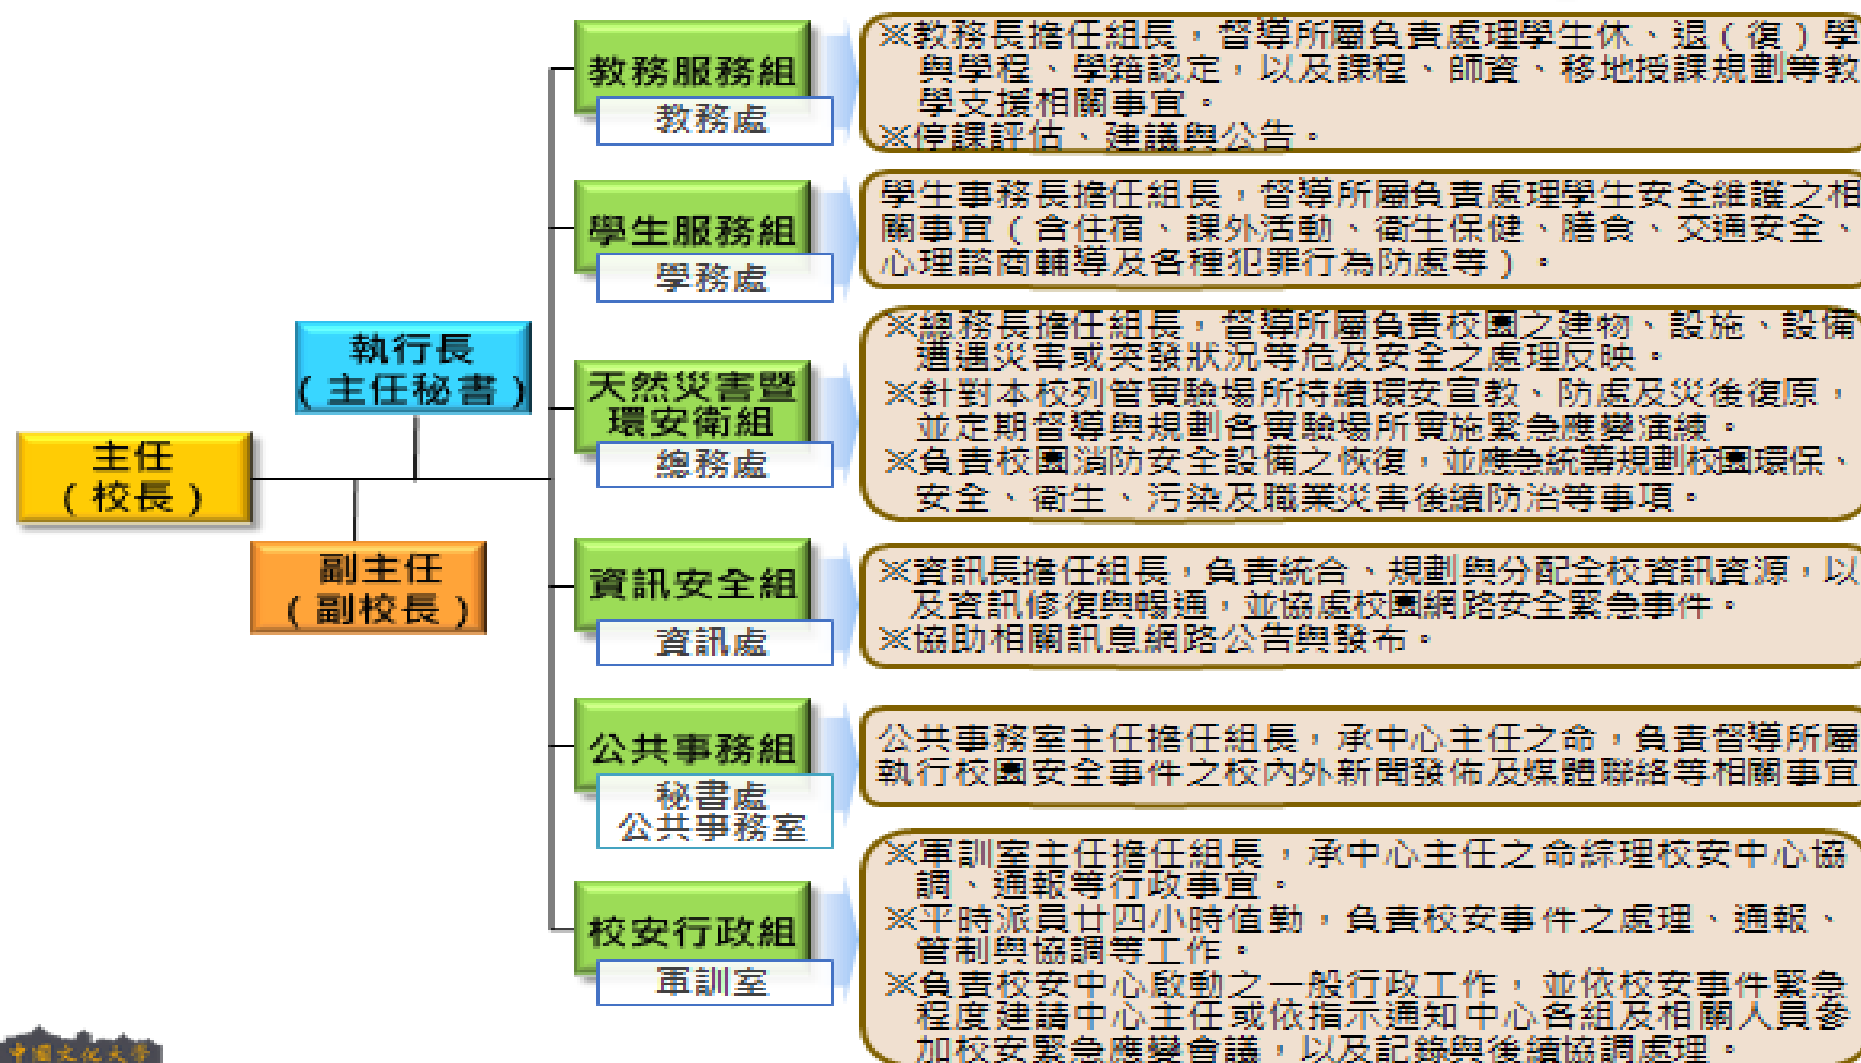 主任
（校長）
執行長
（主任秘書）
副主任
（副校長）
教務服務組
教務處
※教務長擔任組長，督導所屬負責處理學生休、退（復）學
與學程、學籍認定，以及課程、師資、移地授課規劃等教
學支援相關事宜。
※停課評估、建議與公告。
學生服務組
學務處
學生事務長擔任組長，督導所屬負責處理學生安全維護之相
關事宜（含住宿、課外活動、衛生保健、膳食、交通安全、
心理諮商輔導及各種犯罪行為防處等）。
天然災害暨
環安衛組
總務處
※總務長擔任組長，督導所屬負責校園之建物、設施、設備
遭遇災害或突發狀況等危及安全之處理反映。
※針對本校列管實驗場所持續環安宣教、防處及災後復原，
並定期督導與規劃各實驗場所實施緊急應變演練。
※負責校園消防安全設備之恢復，並應急統籌規劃校園環保、
安全、衛生、污染及職業災害後續防治等事項。
資訊安全組
資訊處
※資訊長擔任組長，負責統合、規劃與分配全校資訊資源，以
及資訊修復與暢通，並協處校園網路安全緊急事件。
※協助相關訊息網路公告與發布。
公共事務組
秘書處
公共事務室
公共事務室主任擔任組長，承中心主任之命，負責督導所屬
執行校園安全事件之校內外新聞發佈及媒體聯絡等相關事宜
校安行政組
軍訓室
※軍訓室主任擔任組長，承中心主任之命綜理校安中心協
調、通報等行政事宜。
※平時派員廿四小時值勤，負責校安事件之處理、通報、
管制與協調等工作。
※負責校安中心啟動之一般行政工作，並依校安事件緊急
程度建請中心主任或依指示通知中心各組及相關人員參
加校安緊急應變會議，以及記錄與後續協調處理。
中國文化大學